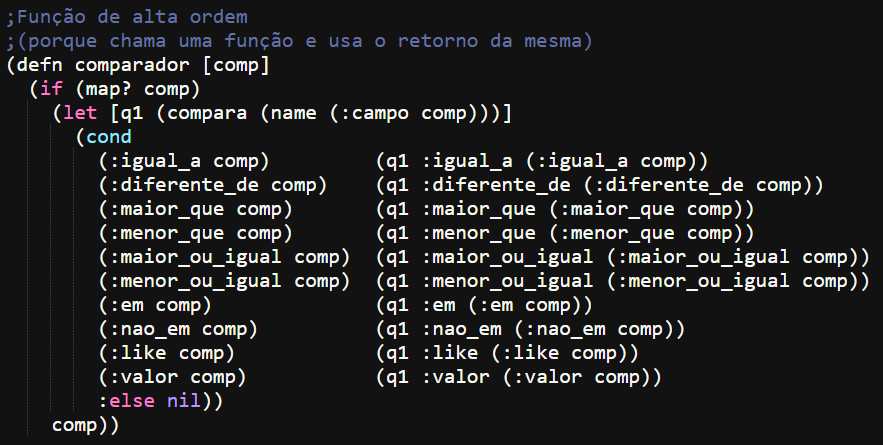 ;Função de alta ordem
;(porque chama uma função e usa o retorno da mesma)
(defn comparador [comp]
  (if (map? comp)
    (let [q1 (compara (name (:campo comp)))]
      (cond
        (:igual_a comp)         (q1 :igual_a (:igual_a comp))
        (:diferente_de comp)    (q1 :diferente_de (:diferente_de comp))
        (:maior_que comp)       (q1 :maior_que (:maior_que comp))
        (:menor_que comp)       (q1 :menor_que (:menor_que comp))
        (:maior_ou_igual comp)  (q1 :maior_ou_igual (:maior_ou_igual comp))
        (:menor_ou_igual comp)  (q1 :menor_ou_igual (:menor_ou_igual comp))
        (:em comp)              (q1 :em (:em comp))
        (:nao_em comp)          (q1 :nao_em (:nao_em comp))
        (:like comp)            (q1 :like (:like comp))
        (:valor comp)           (q1 :valor (:valor comp))
        :else nil))
    comp))